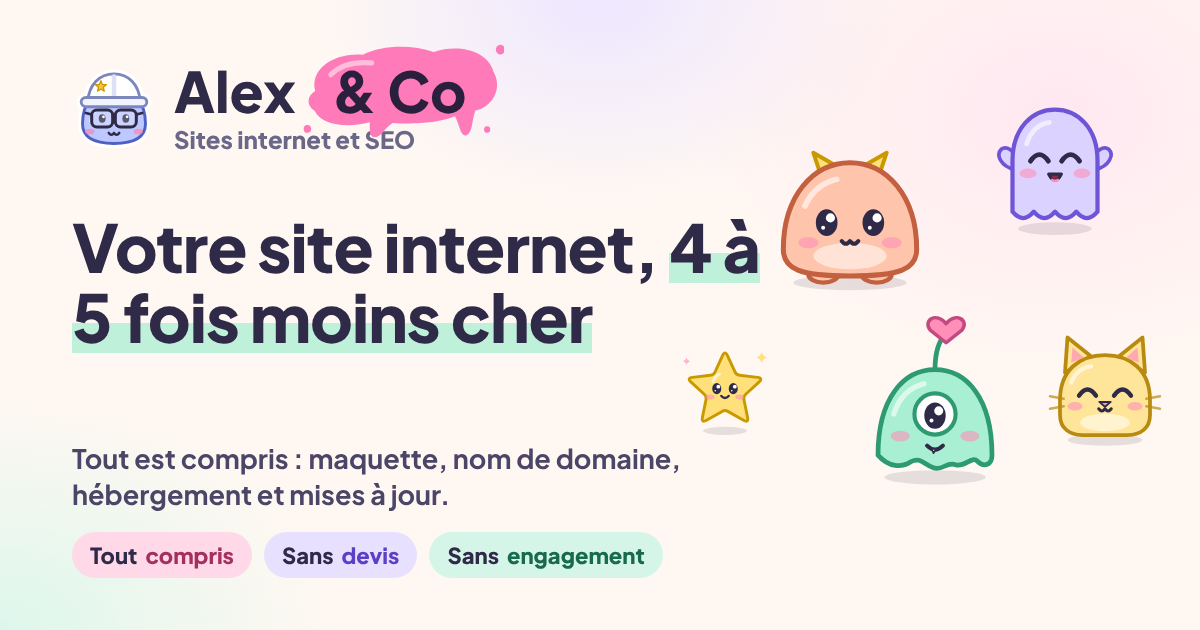 Alex & Co
Sites internet et SEO
Votre site internet, 4 à
5 fois moins cher
Tout est compris : maquette, nom de domaine,
hébergement et mises à jour.
Tout compris
Sans devis
Sans engagement